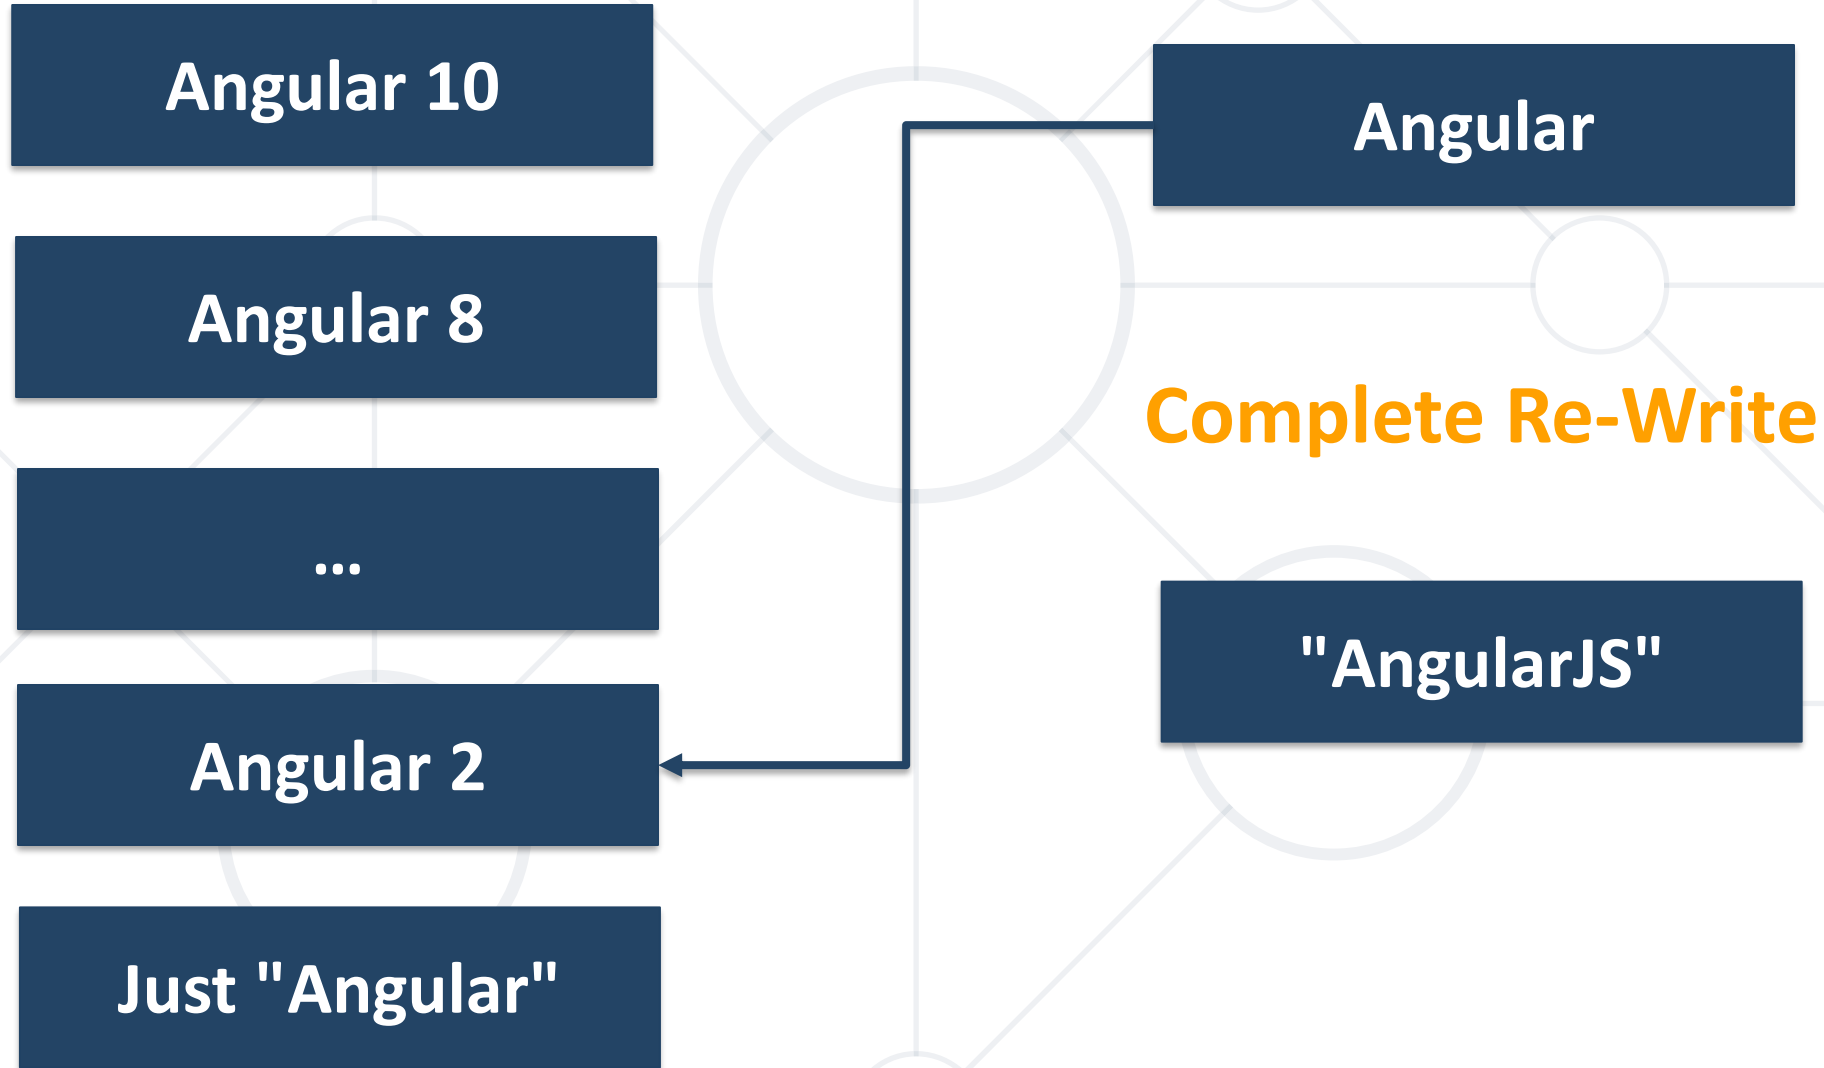 Angular 10
Angular 8
...
Angular 2
Just "Angular"
Angular
Complete Re-Write
"AngularJS"